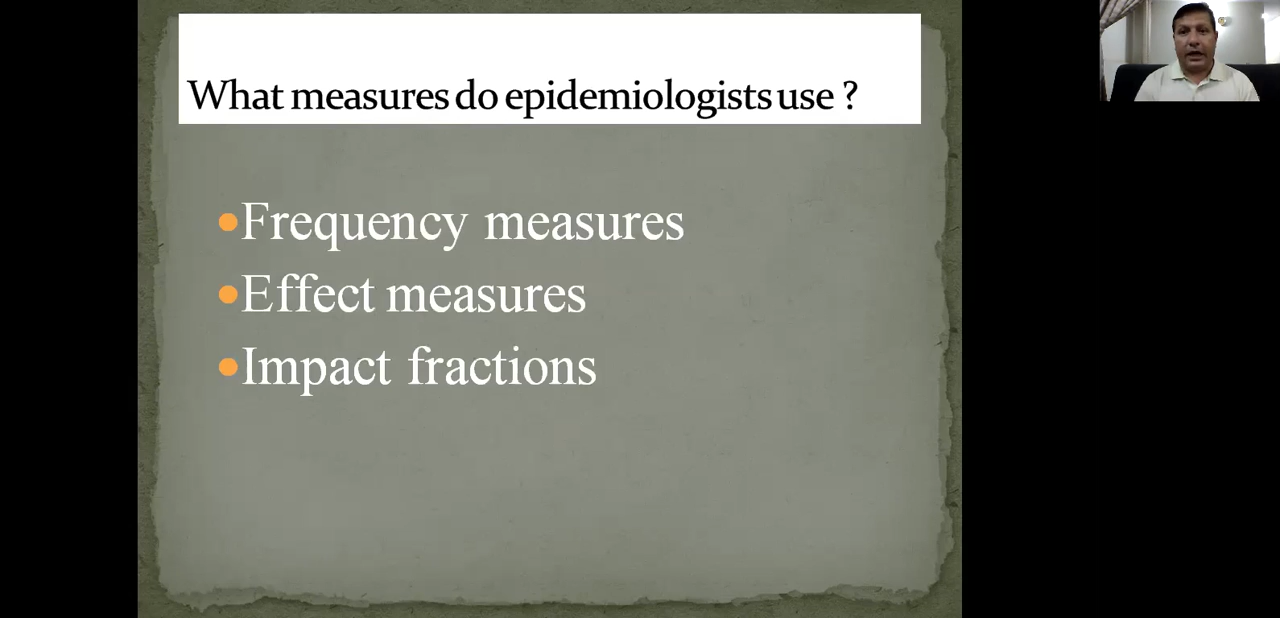 What measures do epidemiologists use ?
•Frequency measures
•Effect measures
•Impact fractions